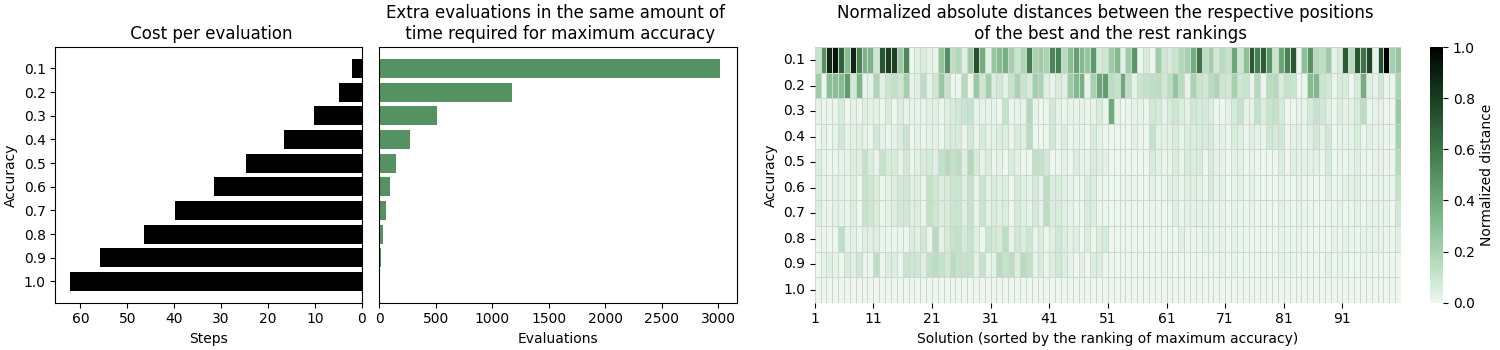 Cost per evaluation
Accuracy
0.1
0.2
0.3
0.4
0.5
0.6
0.7
0.8
0.9
1.0
60 50 40 30 20 10 0
Steps
Extra evaluations in the same amount of
time required for maximum accuracy
0 500 1000 1500 2000 2500 3000
Evaluations
Normalized absolute distances between the respective positions
of the best and the rest rankings
Accuracy
0.1
0.2
0.3
0.4
0.5
0.6
0.7
0.8
0.9
1.0
1 11 21 31 41 51 61 71 81 91
Solution (sorted by the ranking of maximum accuracy)
1.0
0.8
0.6
0.4
0.2
0.0
Normalized distance